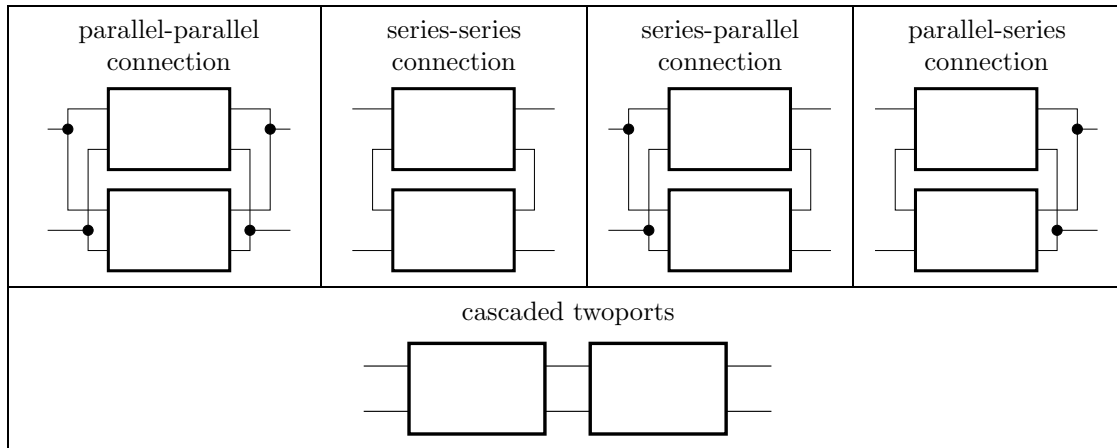 parallel-parallel
connection
series-series
connection
series-parallel
connection
parallel-series
connection
cascaded twoports